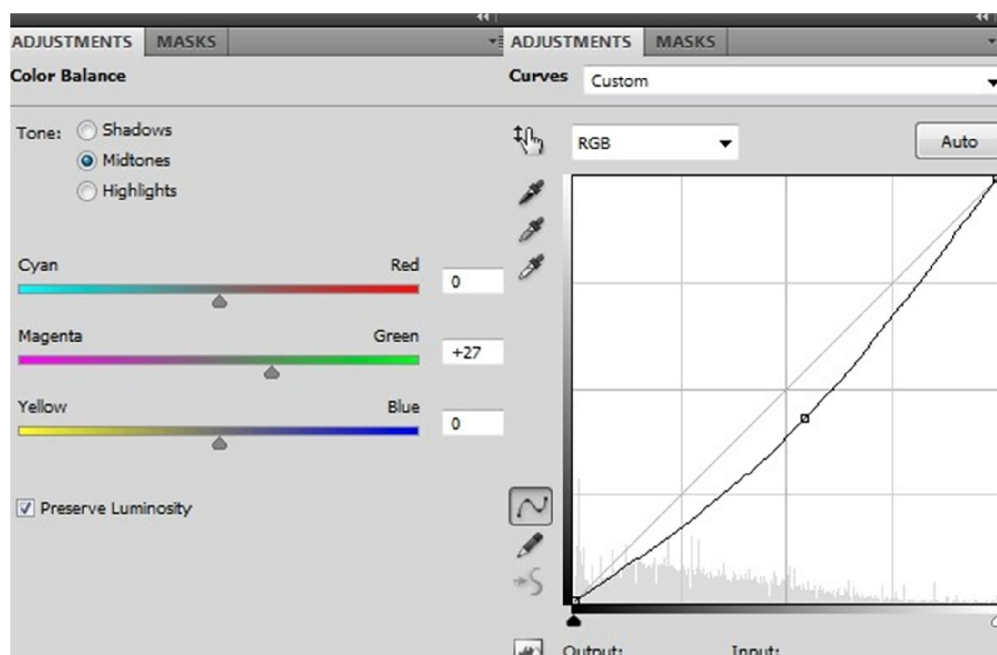 ADJUSTMENTS MASKS
Color Balance
Tone: Shadows
Midtones
Highlights
Cyan Red 0
Magenta Green +27
Yellow Blue 0
Preserve Luminosity
ADJUSTMENTS MASKS
Curves Custom
RGB Auto
Output: Input: